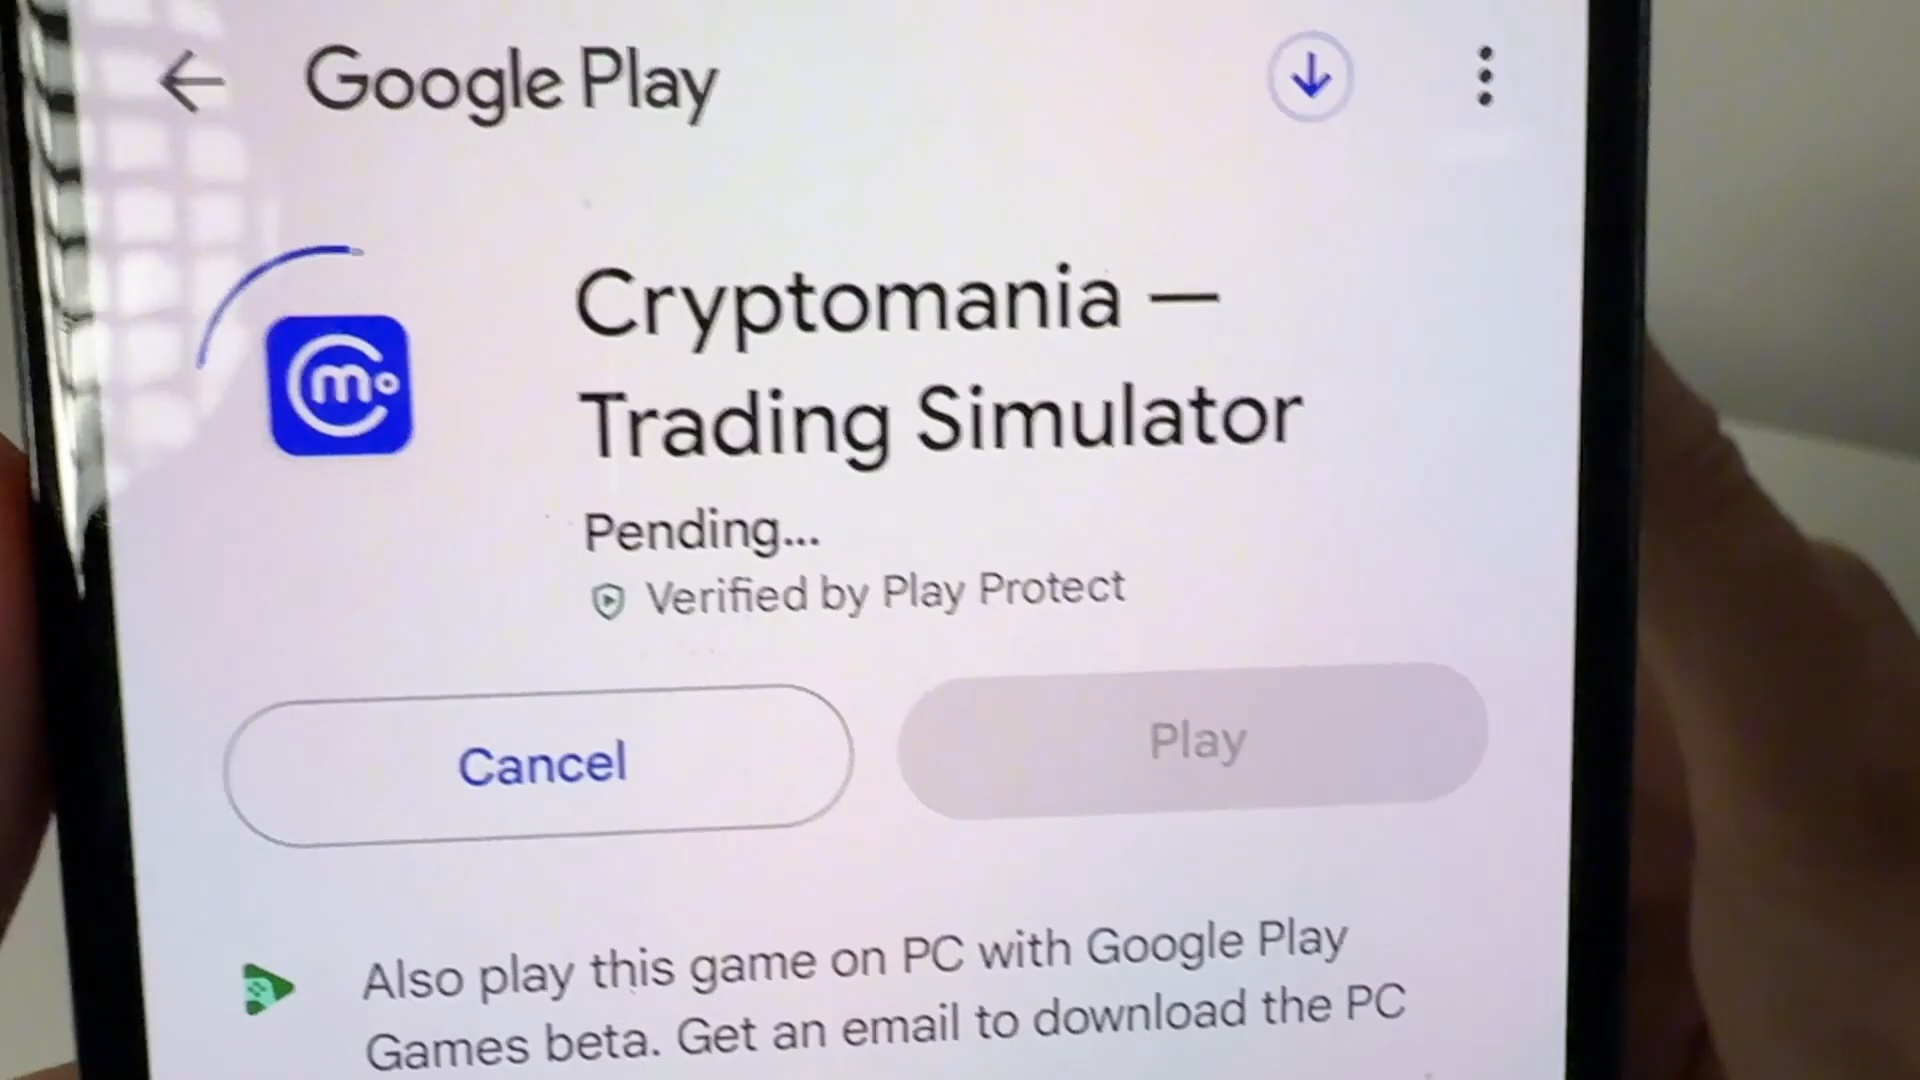 Google Play
Cryptomania —
Trading Simulator
Pending...
Verified by Play Protect
Cancel
Play
Also play this game on PC with Google Play
Games beta. Get an email to download the PC